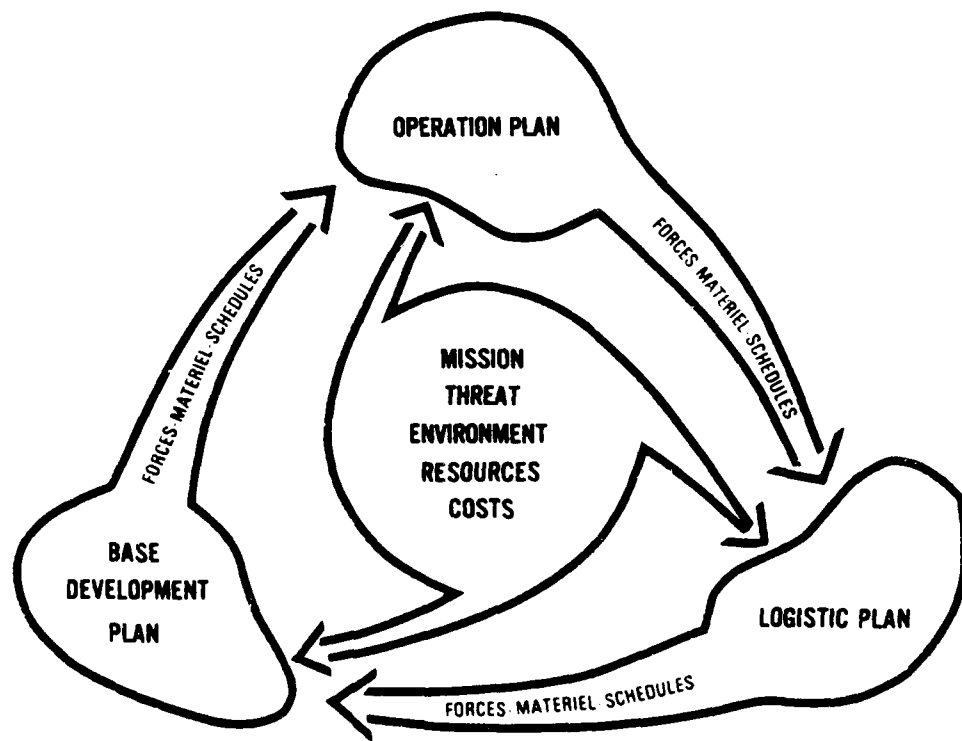 OPERATION PLAN
FORCES·MATERIEL·SCHEDULES
FORCES·MATERIEL·SCHEDULES
MISSION
THREAT
ENVIRONMENT
RESOURCES
COSTS
BASE
DEVELOPMENT
PLAN
LOGISTIC PLAN
FORCES·MATERIEL·SCHEDULES